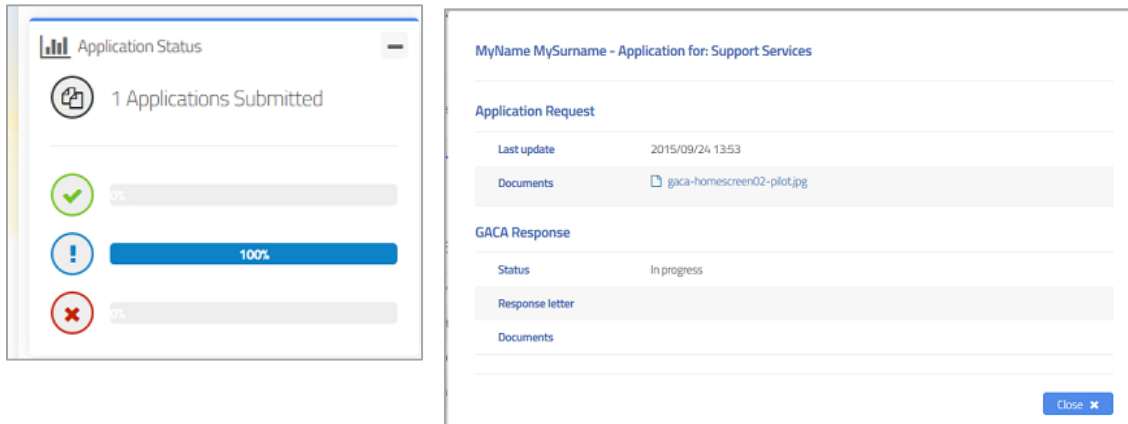 Application Status
1 Applications Submitted
0%
100%
0%
MyName MySurname - Application for: Support Services
Application Request
Last update 2015/09/24 13:53
Documents gaca-homescreen02-pilot.jpg
GACA Response
Status In progress
Response letter
Documents
Close